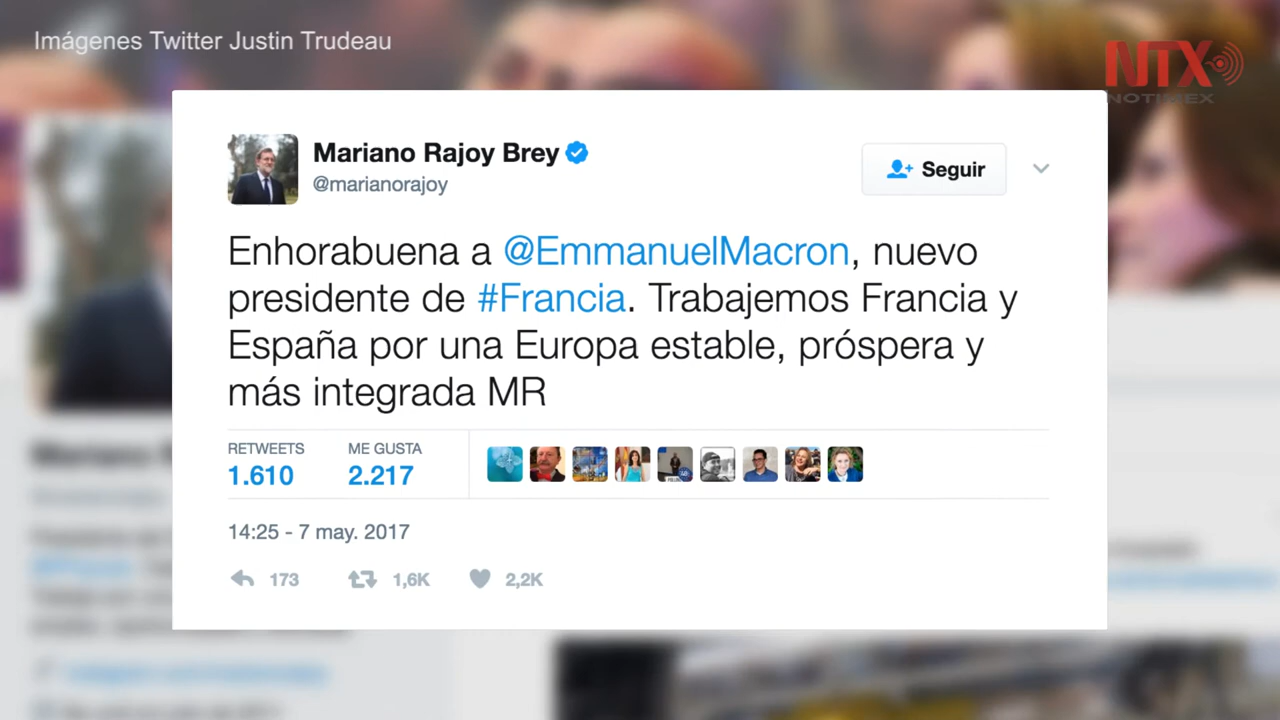 Imágenes Twitter Justin Trudeau
NTX
NOTIMEX
Mariano Rajoy Brey
@marianorajoy
Seguir
Enhorabuena a @EmmanuelMacron, nuevo
presidente de #Francia. Trabajemos Francia y
España por una Europa estable, próspera y
más integrada MR
RETWEETS ME GUSTA
1.610 2.217
14:25 - 7 may. 2017
173 1,6K 2,2K